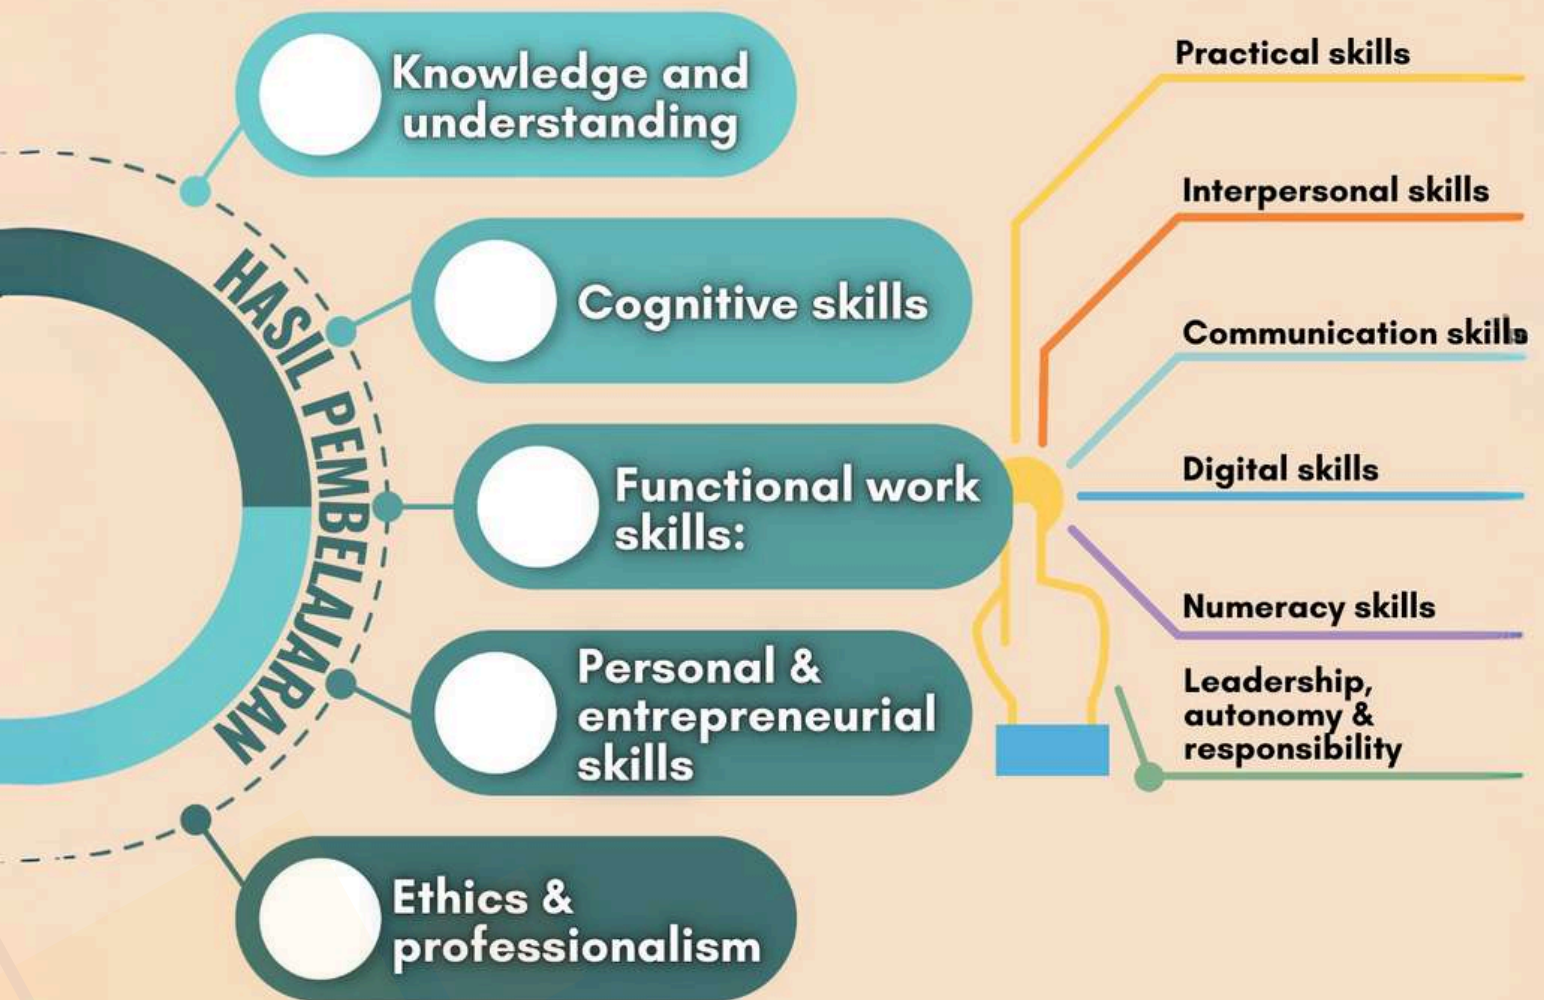 HASIL PEMBELAJARAN
Knowledge and
understanding
Cognitive skills
Functional work
skills:
Personal &
entrepreneurial
skills
Ethics &
professionalism
Practical skills
Interpersonal skills
Communication skills
Digital skills
Numeracy skills
Leadership,
autonomy &
responsibility